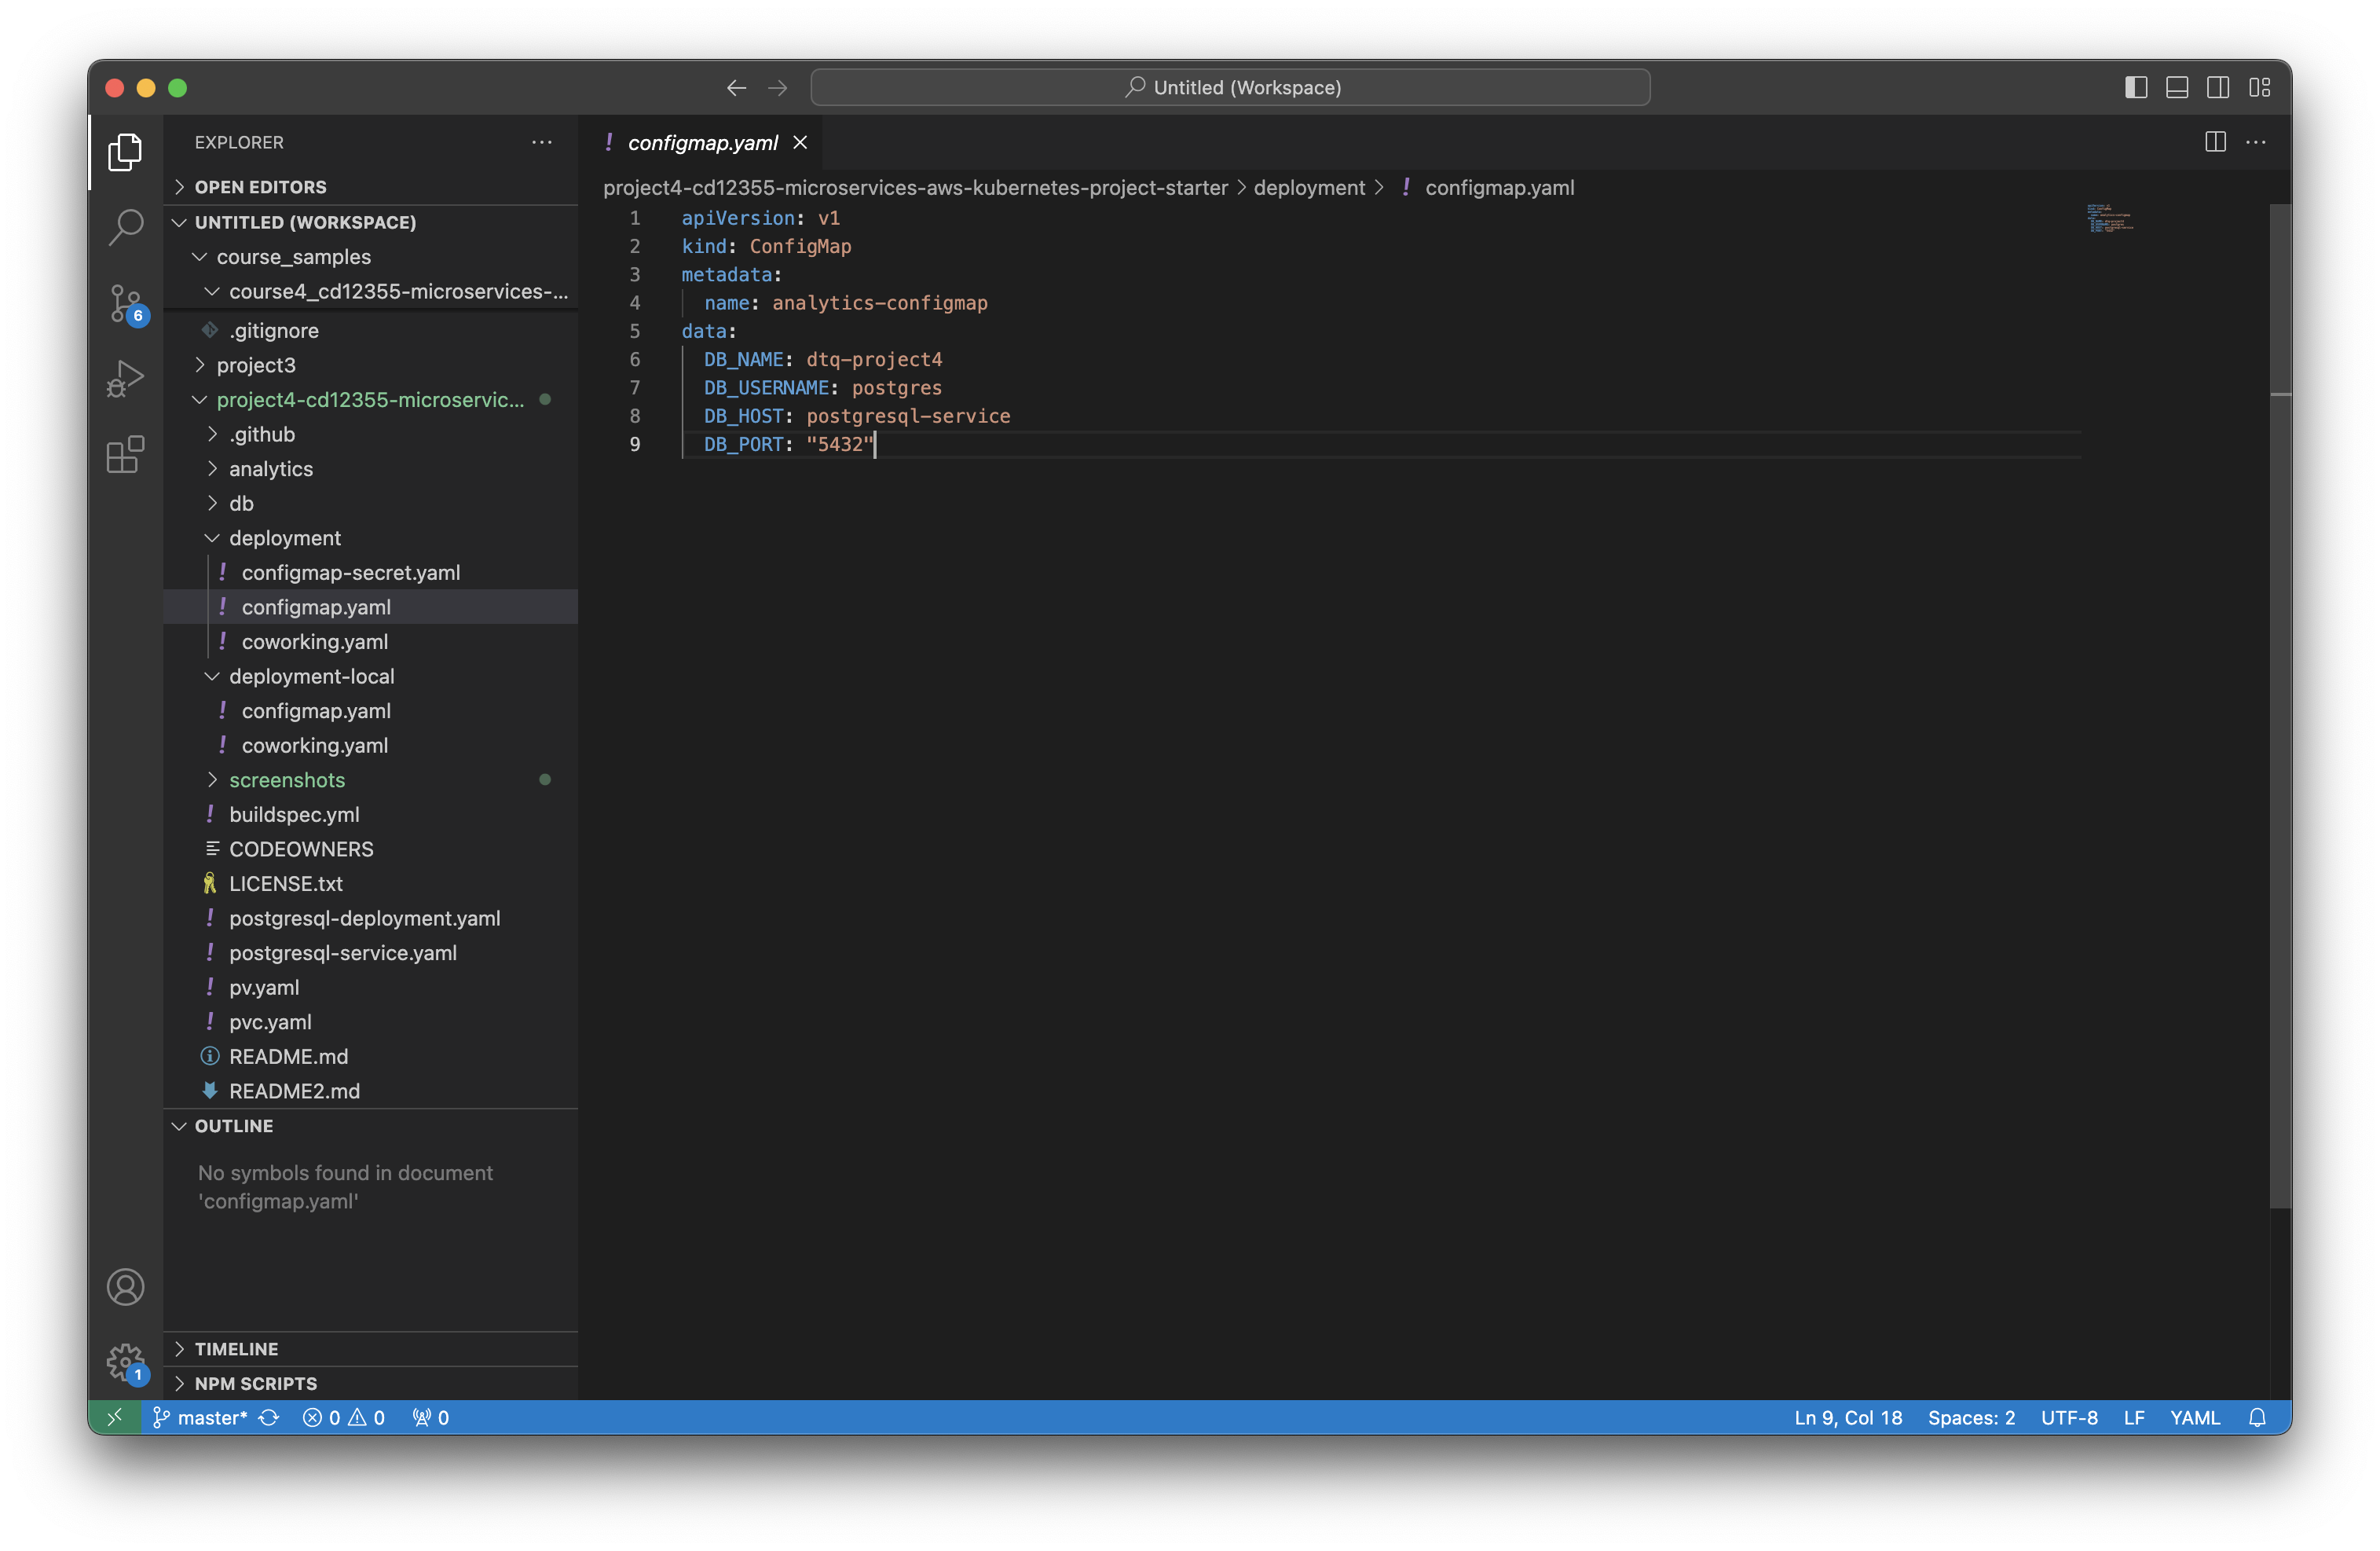 Untitled (Workspace)
EXPLORER
OPEN EDITORS
UNTITLED (WORKSPACE)
course_samples
course4_cd12355-microservices-...
.gitignore
project3
project4-cd12355-microservic...
.github
analytics
db
deployment
configmap-secret.yaml
configmap.yaml
coworking.yaml
deployment-local
configmap.yaml
coworking.yaml
screenshots
buildspec.yml
CODEOWNERS
LICENSE.txt
postgresql-deployment.yaml
postgresql-service.yaml
pv.yaml
pvc.yaml
README.md
README2.md
OUTLINE
No symbols found in document
'configmap.yaml'
TIMELINE
NPM SCRIPTS
6
1
configmap.yaml
project4-cd12355-microservices-aws-kubernetes-project-starter > deployment > ! configmap.yaml
1 apiVersion: v1
2 kind: ConfigMap
3 metadata:
4   name: analytics-configmap
5 data:
6   DB_NAME: dtq-project4
7   DB_USERNAME: postgres
8   DB_HOST: postgresql-service
9   DB_PORT: "5432"
master* 0 0 0 Ln 9, Col 18 Spaces: 2 UTF-8 LF YAML